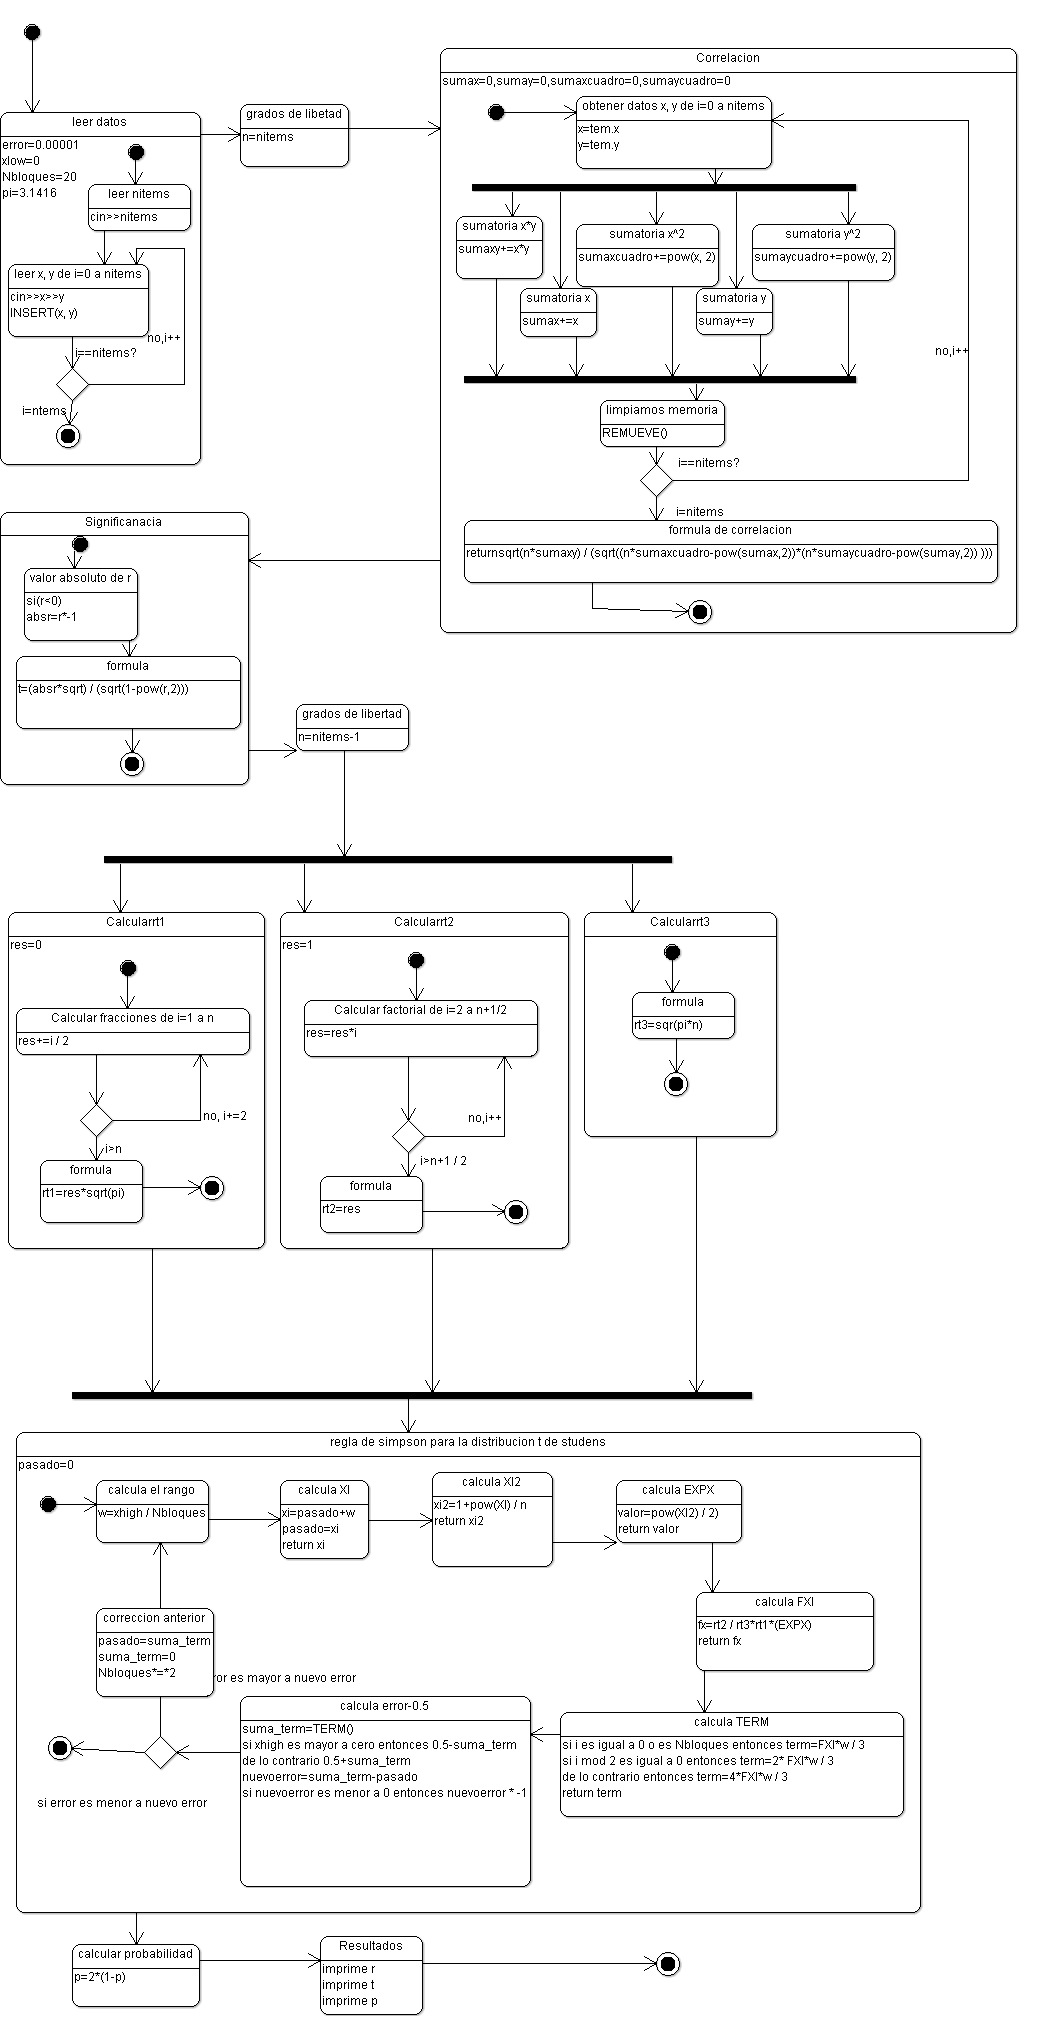 leer datos
error=0.00001
xlow=0
Nbloques=20
pi=3.1416
leer nitems
cin>>nitems
leer x, y de i=0 a nitems
cin>>x>>y
INSERT(x, y)
no,i++
i==nitems?
i=ntems
grados de libetad
n=nitems
Correlacion
sumax=0,sumay=0,sumaxcuadro=0,sumaycuadro=0
obtener datos x, y de i=0 a nitems
x=tem.x
y=tem.y
sumatoria x*y
sumaxy+=x*y
sumatoria x^2
sumaxcuadro+=pow(x, 2)
sumatoria y^2
sumaycuadro+=pow(y, 2)
sumatoria x
sumax+=x
sumatoria y
sumay+=y
no,i++
limpiamos memoria
REMUEVE()
i==nitems?
i=nitems
formula de correlacion
returnsqrt(n*sumaxy) / (sqrt((n*sumaxcuadro-pow(sumax,2))*(n*sumaycuadro-pow(sumay,2)) )))
Significanacia
valor absoluto de r
si(r<0)
absr=r*-1
formula
t=(absr*sqrt) / (sqrt(1-pow(r,2)))
grados de libertad
n=nitems-1
Calcularrt1
res=0
Calcular fracciones de i=1 a n
res+=i / 2
no, i+=2
i>n
formula
rt1=res*sqrt(pi)
Calcularrt2
res=1
Calcular factorial de i=2 a n+1/2
res=res*i
no,i++
i>n+1 / 2
formula
rt2=res
Calcularrt3
formula
rt3=sqr(pi*n)
regla de simpson para la distribucion t de studens
pasado=0
calcula el rango
w=xhigh / Nbloques
calcula XI
xi=pasado+w
pasado=xi
return xi
calcula XI2
xi2=1+pow(XI) / n
return xi2
calcula EXPX
valor=pow(XI2) / 2)
return valor
calcula FXI
fx=rt2 / rt3*rt1*(EXPX)
return fx
correccion anterior
pasado=suma_term
suma_term=0
Nbloques*=*2
es mayor a nuevo error
calcula error-0.5
suma_term=TERM()
si xhigh es mayor a cero entonces 0.5-suma_term
de lo contrario 0.5+suma_term
nuevoerror=suma_term-pasado
si nuevoerror es menor a 0 entonces nuevoerror * -1
calcula TERM
si i es igual a 0 o es Nbloques entonces term=FXI*w / 3
si i mod 2 es igual a 0 entonces term=2* FXI*w / 3
de lo contrario entonces term=4*FXI*w / 3
return term
si error es menor a nuevo error
calcular probabilidad
p=2*(1-p)
Resultados
imprime r
imprime t
imprime p